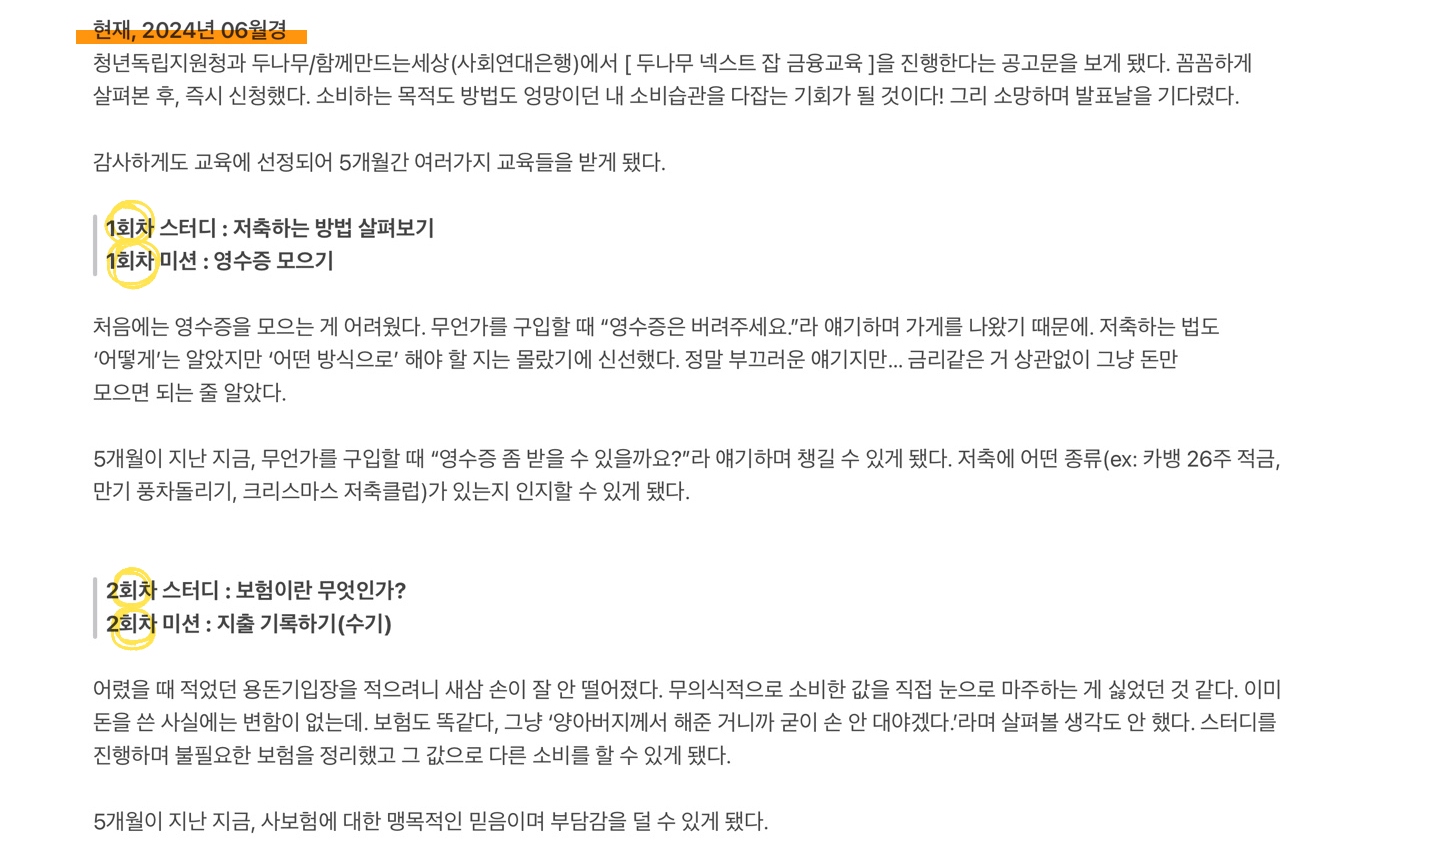 현재, 2024년 06월경
청년독립지원청과 두나무/함께만드는세상(사회연대은행)에서 [ 두나무 넥스트 잡 금융교육 ]을 진행한다는 공고문을 보게 됐다. 꼼꼼하게
살펴본 후, 즉시 신청했다. 소비하는 목적도 방법도 엉망이던 내 소비습관을 다잡는 기회가 될 것이다! 그리 소망하며 발표날을 기다렸다.
감사하게도 교육에 선정되어 5개월간 여러가지 교육들을 받게 됐다.
1회차 스터디 : 저축하는 방법 살펴보기
1회차 미션 : 영수증 모으기
처음에는 영수증을 모으는 게 어려웠다. 무언가를 구입할 때 “영수증은 버려주세요.”라 얘기하며 가게를 나왔기 때문에. 저축하는 법도
‘어떻게’는 알았지만 ‘어떤 방식으로’ 해야 할 지는 몰랐기에 신선했다. 정말 부끄러운 얘기지만... 금리같은 거 상관없이 그냥 돈만
모으면 되는 줄 알았다.
5개월이 지난 지금, 무언가를 구입할 때 “영수증 좀 받을 수 있을까요?”라 얘기하며 챙길 수 있게 됐다. 저축에 어떤 종류(ex: 카뱅 26주 적금,
만기 풍차돌리기, 크리스마스 저축클럽)가 있는지 인지할 수 있게 됐다.
2회차 스터디 : 보험이란 무엇인가?
2회차 미션 : 지출 기록하기(수기)
어렸을 때 적었던 용돈기입장을 적으려니 새삼 손이 잘 안 떨어졌다. 무의식적으로 소비한 값을 직접 눈으로 마주하는 게 싫었던 것 같다. 이미
돈을 쓴 사실에는 변함이 없는데. 보험도 똑같다, 그냥 ‘양아버지께서 해준 거니까 굳이 손 안 대야겠다.’라며 살펴볼 생각도 안 했다. 스터디를
진행하며 불필요한 보험을 정리했고 그 값으로 다른 소비를 할 수 있게 됐다.
5개월이 지난 지금, 사보험에 대한 맹목적인 믿음이며 부담감을 덜 수 있게 됐다.